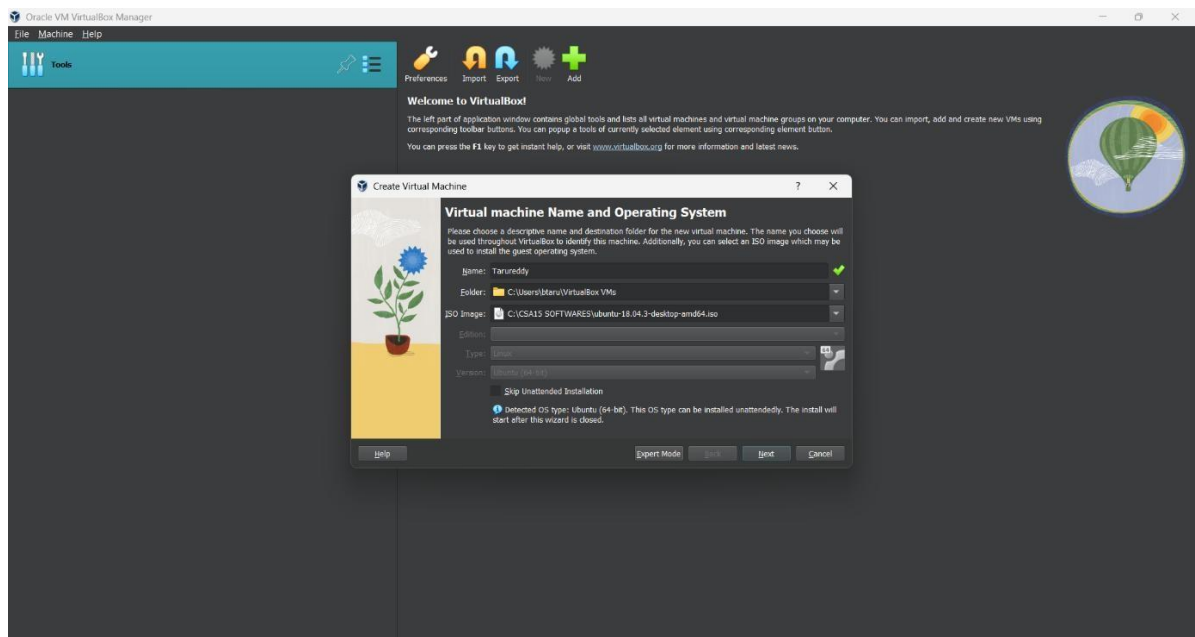 Oracle VM VirtualBox Manager
File Machine Help
Tools
Preferences Import Export New Add
Welcome to VirtualBox!
The left part of application window contains global tools and lists all virtual machines and virtual machine groups on your computer. You can import, add and create new VMs using
corresponding toolbar buttons. You can popup a tools of currently selected element using corresponding element button.
You can press the F1 key to get instant help, or visit www.virtualbox.org for more information and latest news.
Create Virtual Machine ?
Virtual machine Name and Operating System
Please choose a descriptive name and destination folder for the new virtual machine. The name you choose will
be used throughout VirtualBox to identify this machine. Additionally, you can select an ISO image which may be
used to install the guest operating system.
Name: Tarureddy
Folder: C:\Users\btaru\VirtualBox VMs
ISO Image: C:\CSA15 SOFTWARES\ubuntu-18.04.3-desktop-amd64.iso
Edition:
Type: Linux
Version: Ubuntu (64-bit)
64
Skip Unattended Installation
Detected OS type: Ubuntu (64-bit). This OS type can be installed unattendedly. The install will
start after this wizard is closed.
Help Expert Mode Back Next Cancel